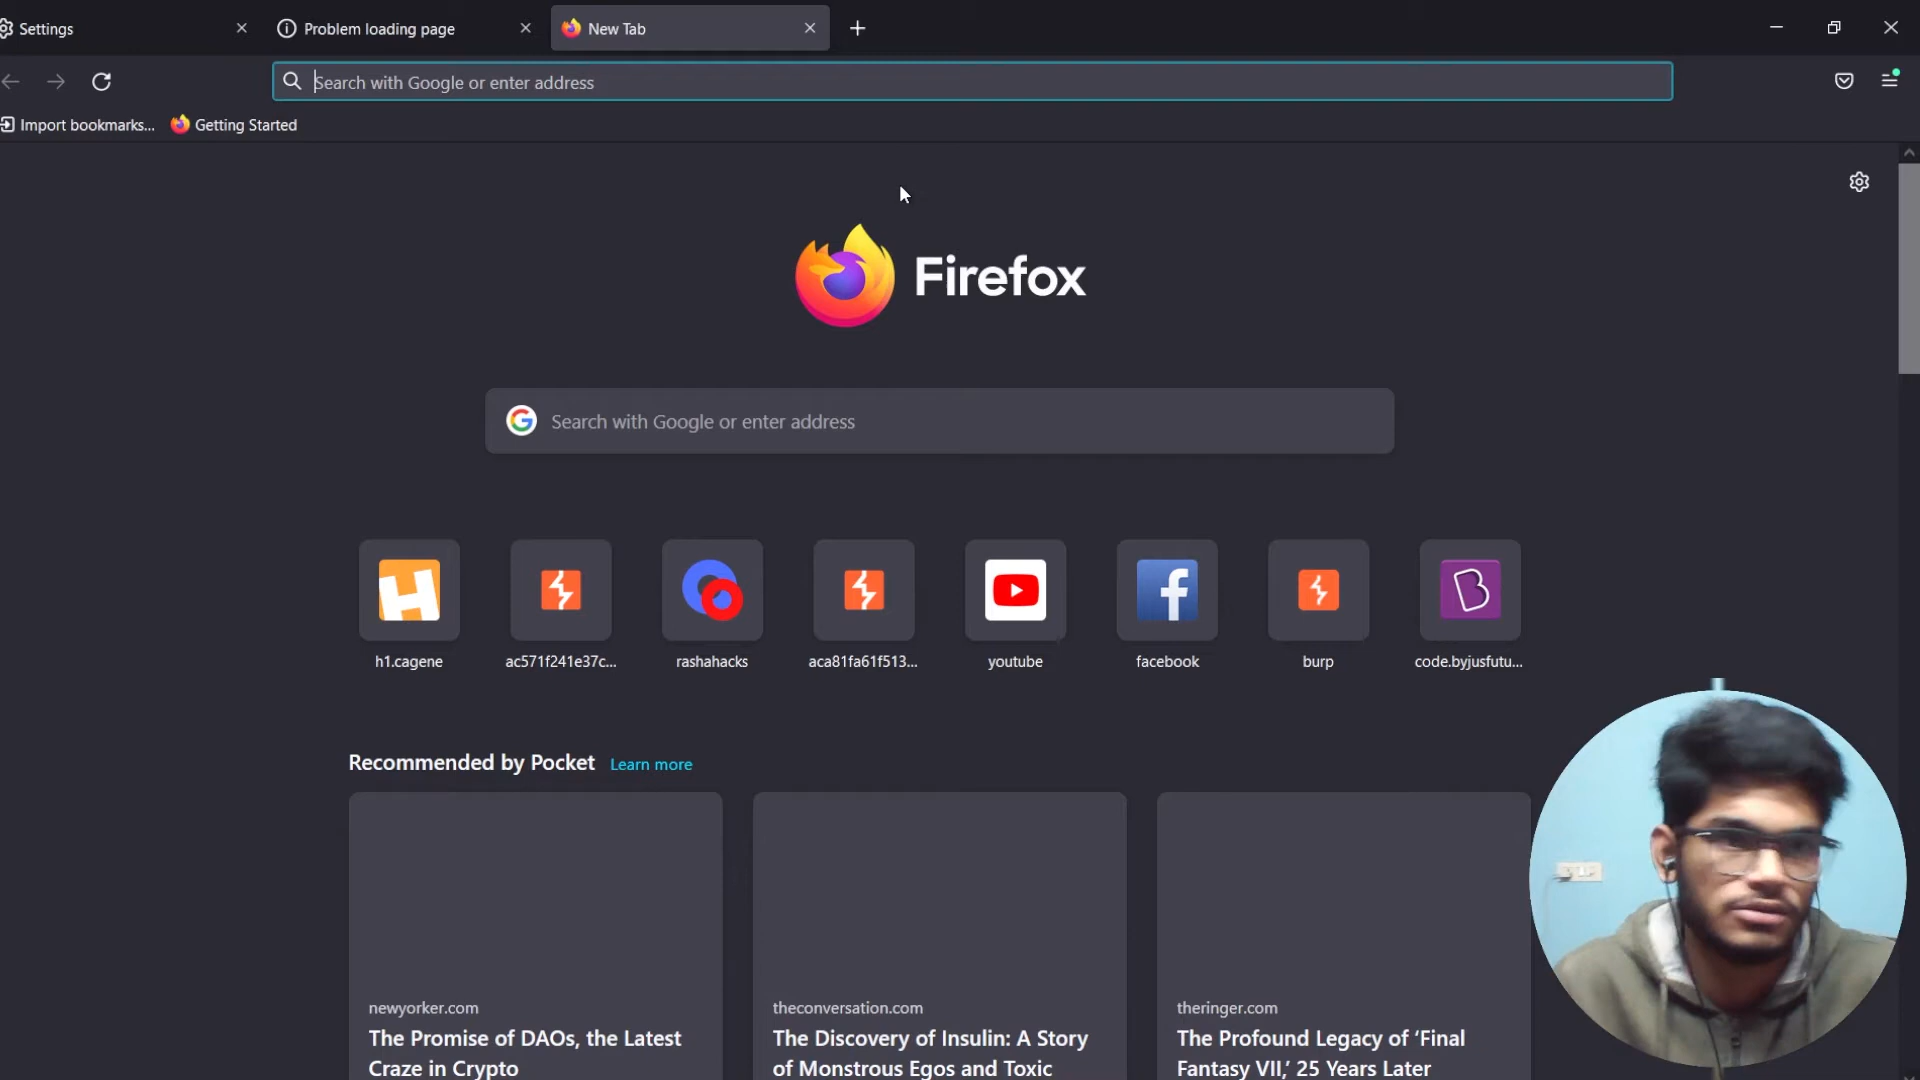 Settings
Problem loading page
New Tab
Search with Google or enter address
Import bookmarks...
Getting Started
Firefox
Search with Google or enter address
h1.cagene
ac571f241e37c...
rashahacks
aca81fa61f513...
youtube
facebook
burp
code.byjusfutu...
Recommended by Pocket Learn more
newyorker.com
The Promise of DAOs, the Latest
Craze in Crypto
theconversation.com
The Discovery of Insulin: A Story
of Monstrous Egos and Toxic
theringer.com
The Profound Legacy of ‘Final
Fantasy VII,’ 25 Years Later